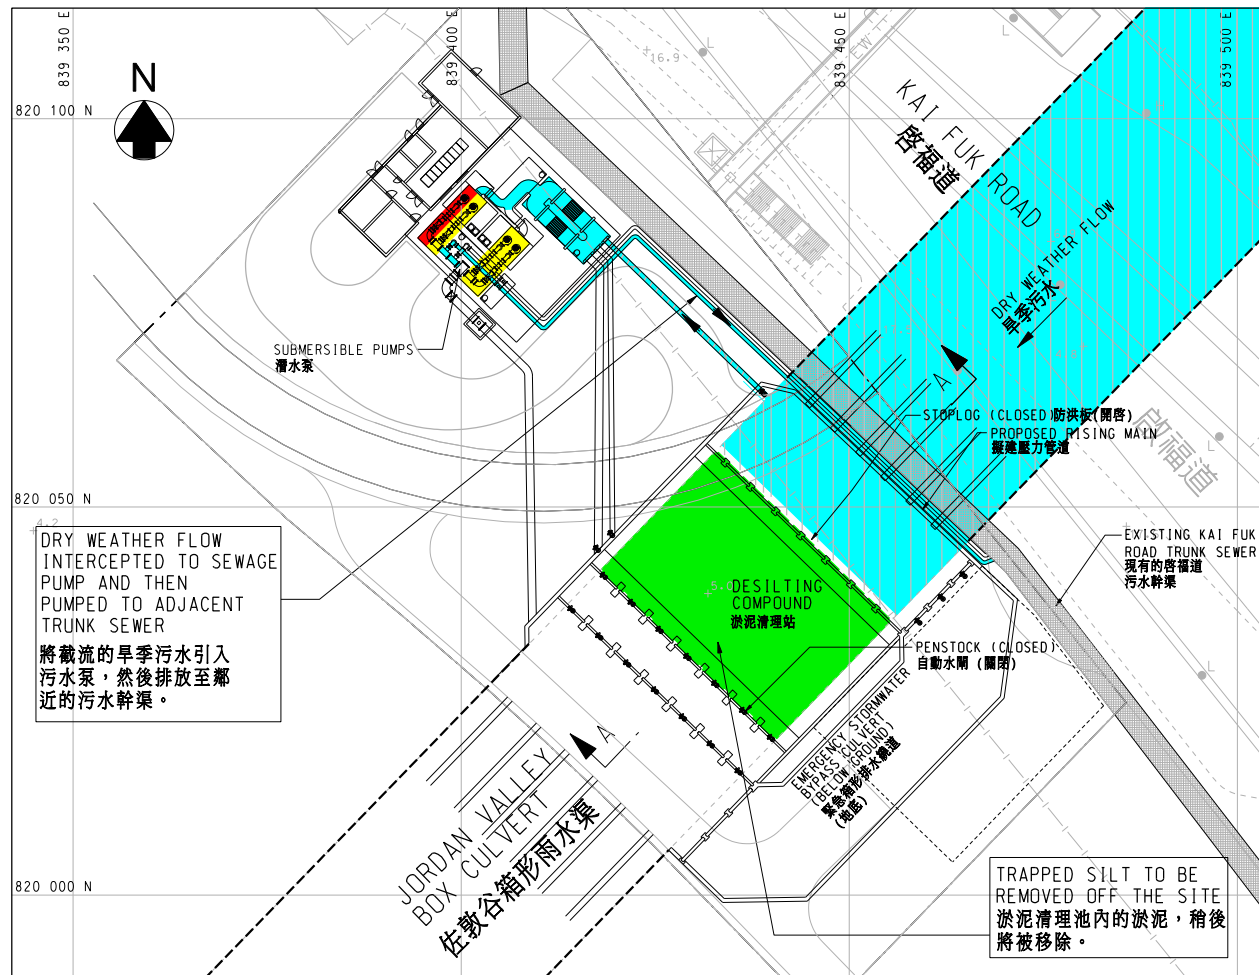 839 350 E
839 400 E
839 450 E
839 500 E
N
820 100 N
16.9
L
L
L
KAI FUK ROAD
啓福道
DRY WEATHER FLOW
旱季污水
SUBMERSIBLE PUMPS
潛水泵
A
STOPLOG (CLOSED)防洪板(開啓)
PROPOSED RISING MAIN
擬建壓力管道
啟福道
820 050 N
4.2
EXISTING KAI FUK
ROAD TRUNK SEWER
現有的啓福道
污水幹渠
DRY WEATHER FLOW
INTERCEPTED TO SEWAGE
PUMP AND THEN
PUMPED TO ADJACENT
TRUNK SEWER
將截流的旱季污水引入
污水泵，然後排放至鄰
近的污水幹渠。
5.0
DESILTING
COMPOUND
淤泥清理站
PENSTOCK (CLOSED)
自動水閘 (關閉)
EMERGENCY STORMWATER
BYPASS CULVERT
(BELOW GROUND)
緊急箱形排水繞道
(地底)
A
L
JORDAN VALLEY
BOX CULVERT
佐敦谷箱形雨水渠
820 000 N
TRAPPED SILT TO BE
REMOVED OFF THE SITE
淤泥清理池內的淤泥，稍後
將被移除。